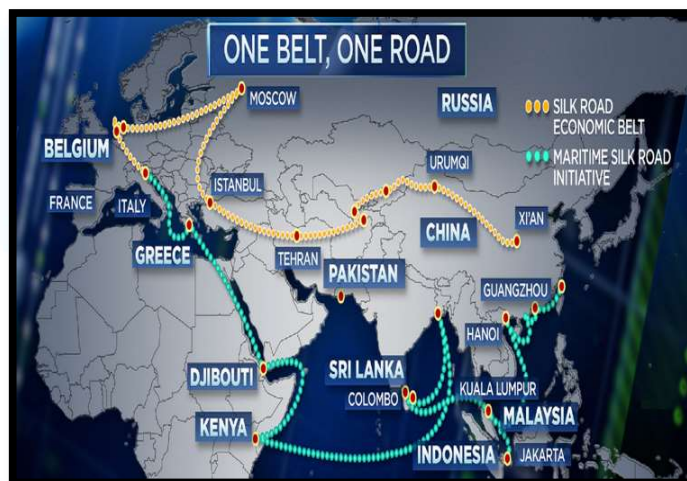 ONE BELT, ONE ROAD
MOSCOW
RUSSIA
SILK ROAD
ECONOMIC BELT
MARITIME SILK ROAD
INITIATIVE
BELGIUM
URUMQI
ISTANBUL
FRANCE
ITALY
XI'AN
CHINA
GREECE
TEHRAN
PAKISTAN
GUANGZHOU
HANOI
DJIBOUTI
SRI LANKA
COLOMBO
KUALA LUMPUR
MALAYSIA
KENYA
INDONESIA
JAKARTA